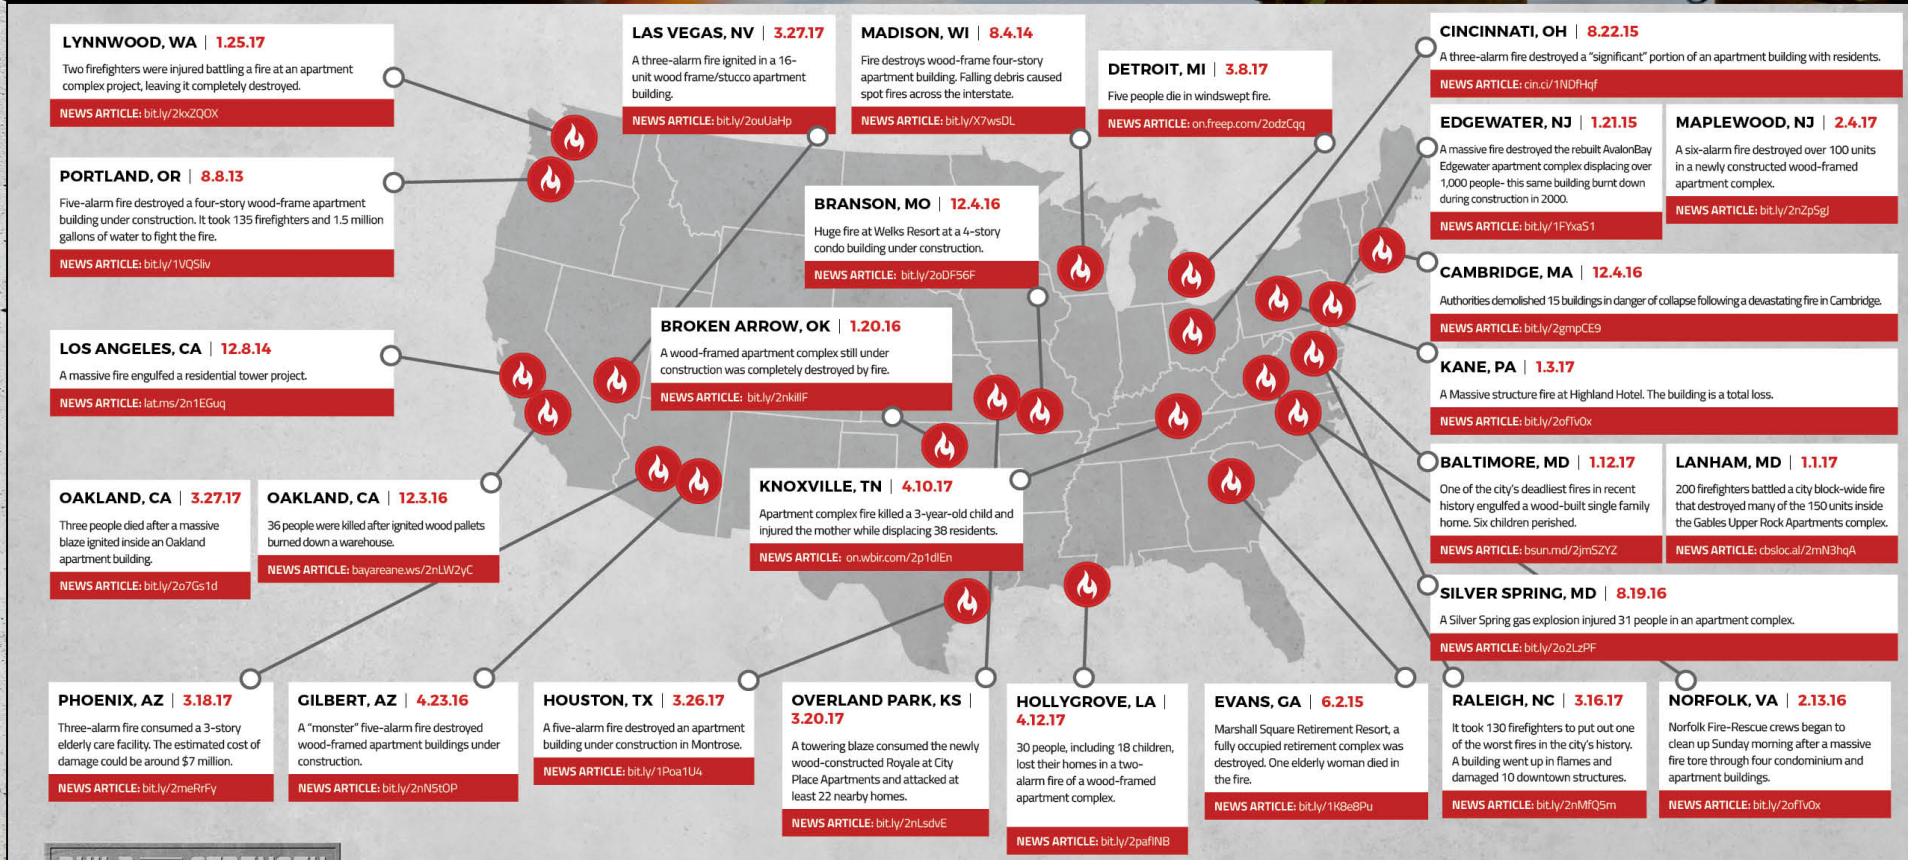 LYNNWOOD, WA | 1.25.17
Two firefighters were injured battling a fire at an apartment
complex project, leaving it completely destroyed.
NEWS ARTICLE: bit.ly/2kxZQOX
PORTLAND, OR | 8.8.13
Five-alarm fire destroyed a four-story wood-frame apartment
building under construction. It took 135 firefighters and 1.5 million
gallons of water to fight the fire.
NEWS ARTICLE: bit.ly/1VQSliv
LOS ANGELES, CA | 12.8.14
A massive fire engulfed a residential tower project.
NEWS ARTICLE: lat.ms/2n1EGuq
OAKLAND, CA | 3.27.17
Three people died after a massive
blaze ignited inside an Oakland
apartment building.
NEWS ARTICLE: bit.ly/2o7Gs1d
OAKLAND, CA | 12.3.16
36 people were killed after ignited wood pallets
burned down a warehouse.
NEWS ARTICLE: bayareane.ws/2nLW2yC
LAS VEGAS, NV | 3.27.17
A three-alarm fire ignited in a 16-
unit wood frame/stucco apartment
building.
NEWS ARTICLE: bit.ly/2ouUaHp
MADISON, WI | 8.4.14
Fire destroys wood-frame four-story
apartment building. Falling debris caused
spot fires across the interstate.
NEWS ARTICLE: bit.ly/X7wsDL
DETROIT, MI | 3.8.17
Five people die in windswept fire.
NEWS ARTICLE: on.freep.com/2odzCqq
BRANSON, MO | 12.4.16
Huge fire at Welks Resort at a 4-story
condo building under construction.
NEWS ARTICLE: bit.ly/2oDF56F
BROKEN ARROW, OK | 1.20.16
A wood-framed apartment complex still under
construction was completely destroyed by fire.
NEWS ARTICLE: bit.ly/2nkillF
KNOXVILLE, TN | 4.10.17
Apartment complex fire killed a 3-year-old child and
injured the mother while displacing 38 residents.
NEWS ARTICLE: on.wbir.com/2p1dlEn
CINCINNATI, OH | 8.22.15
A three-alarm fire destroyed a "significant" portion of an apartment building with residents.
NEWS ARTICLE: cin.ci/1NDfHqf
EDGEWATER, NJ | 1.21.15
A massive fire destroyed the rebuilt AvalonBay
Edgewater apartment complex displacing over
1,000 people- this same building burnt down
during construction in 2000.
NEWS ARTICLE: bit.ly/1FYxaS1
MAPLEWOOD, NJ | 2.4.17
A six-alarm fire destroyed over 100 units
in a newly constructed wood-framed
apartment complex.
NEWS ARTICLE: bit.ly/2nZpSgJ
CAMBRIDGE, MA | 12.4.16
Authorities demolished 15 buildings in danger of collapse following a devastating fire in Cambridge.
NEWS ARTICLE: bit.ly/2gmpCE9
KANE, PA | 1.3.17
A Massive structure fire at Highland Hotel. The building is a total loss.
NEWS ARTICLE: bit.ly/2ofTv0x
BALTIMORE, MD | 1.12.17
One of the city's deadliest fires in recent
history engulfed a wood-built single family
home. Six children perished.
NEWS ARTICLE: bsun.md/2jmSZYZ
LANHAM, MD | 1.1.17
200 firefighters battled a city block-wide fire
that destroyed many of the 150 units inside
the Gables Upper Rock Apartments complex.
NEWS ARTICLE: cbsloc.al/2mN3hqA
SILVER SPRING, MD | 8.19.16
A Silver Spring gas explosion injured 31 people in an apartment complex.
NEWS ARTICLE: bit.ly/2o2LzPF
PHOENIX, AZ | 3.18.17
Three-alarm fire consumed a 3-story
elderly care facility. The estimated cost of
damage could be around $7 million.
NEWS ARTICLE: bit.ly/2meRrFy
GILBERT, AZ | 4.23.16
A "monster" five-alarm fire destroyed
wood-framed apartment buildings under
construction.
NEWS ARTICLE: bit.ly/2nN5tOP
HOUSTON, TX | 3.26.17
A five-alarm fire destroyed an apartment
building under construction in Montrose.
NEWS ARTICLE: bit.ly/1Poa1U4
OVERLAND PARK, KS |
3.20.17
A towering blaze consumed the newly
wood-constructed Royale at City
Place Apartments and attacked at
least 22 nearby homes.
NEWS ARTICLE: bit.ly/2nLsdvE
HOLLYGROVE, LA |
4.12.17
30 people, including 18 children,
lost their homes in a two-
alarm fire of a wood-framed
apartment complex.
NEWS ARTICLE: bit.ly/2paflNB
EVANS, GA | 6.2.15
Marshall Square Retirement Resort, a
fully occupied retirement complex was
destroyed. One elderly woman died in
the fire.
NEWS ARTICLE: bit.ly/1K8e8Pu
RALEIGH, NC | 3.16.17
It took 130 firefighters to put out one
of the worst fires in the city's history.
A building went up in flames and
damaged 10 downtown structures.
NEWS ARTICLE: bit.ly/2nMfQ5m
NORFOLK, VA | 2.13.16
Norfolk Fire-Rescue crews began to
clean up Sunday morning after a massive
fire tore through four condominium and
apartment buildings.
NEWS ARTICLE: bit.ly/2ofTv0x